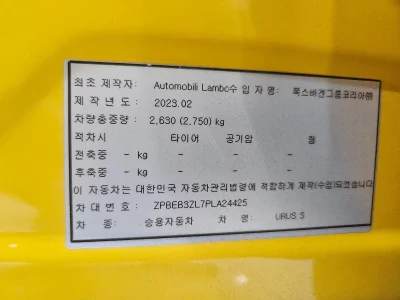 최초 제작자: Automobili Lambo수 입 자 명: 폭스바겐그룹코리아㈜
제 작 년 도 : 2023.02
차량총중량 : 2,630 (2,750) kg
적차시 타이어 공기압 림
전축중 - kg - - -
후축중 - kg - - -
이 자동차는 대한민국 자동차관리법령에 적합하게 제작(수입)되었습니다
차 대 번 호 : ZPBEB3ZL7PLA24425
차 종: 승용자동차 차 명: URUS S